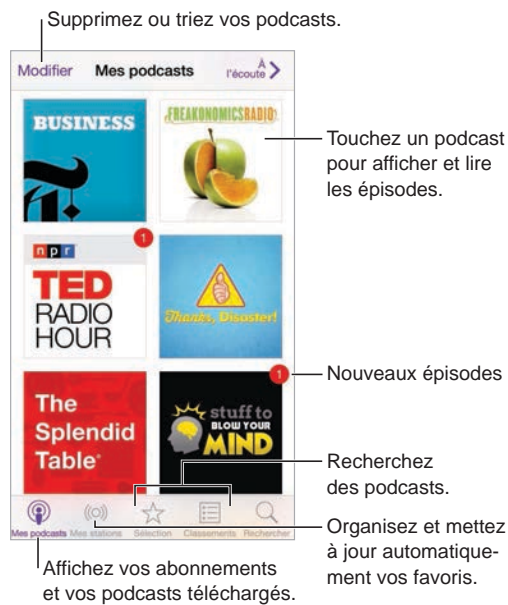 Supprimez ou triez vos podcasts.
Modifier
Mes podcasts
À
l'écoute
BUSINESS
FREAKONOMICSRADIO
Touchez un podcast
pour afficher et lire
les épisodes.
npr
1
TED
RADIO
HOUR
Thanks, Disaster!
Nouveaux épisodes
1
The
Splendid
Table
stuff to
BLOW YOUR
MIND
Recherchez
des podcasts.
Mes podcasts
Mes stations
Sélection
Classements
Rechercher
Organisez et mettez
à jour automatique-
ment vos favoris.
Affichez vos abonnements
et vos podcasts téléchargés.